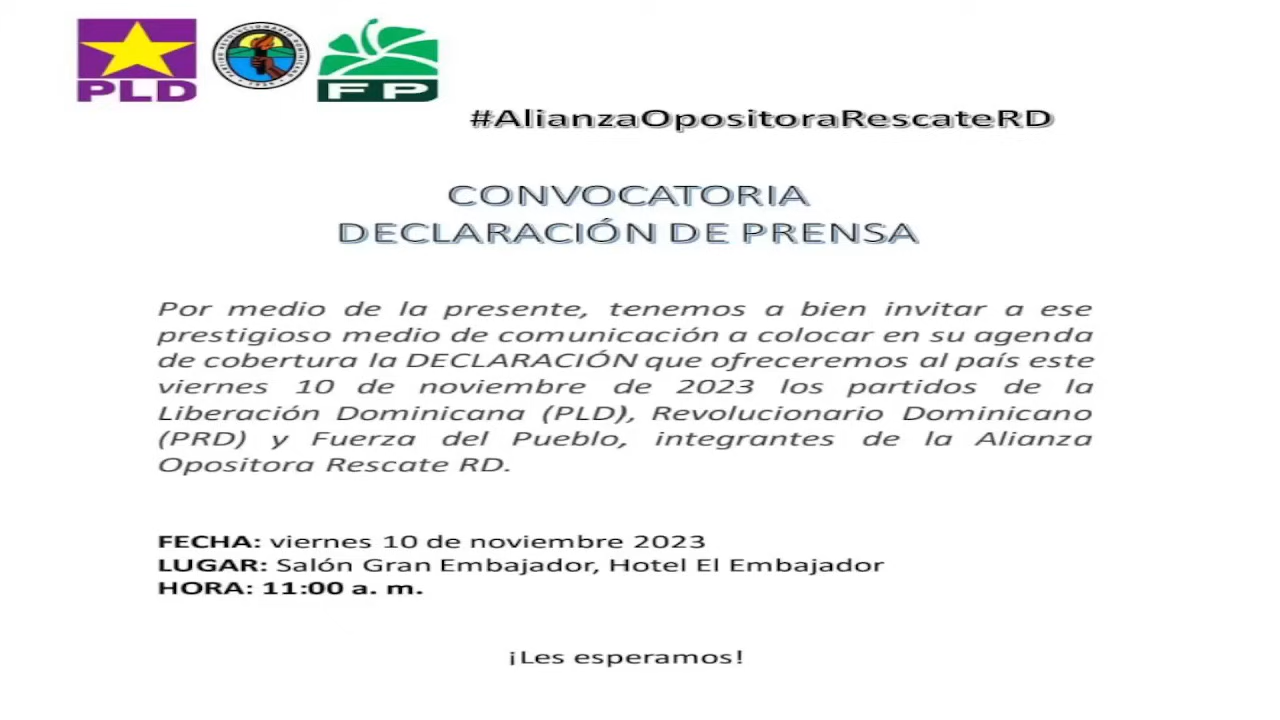 PLD
PARTIDO REVOLUCIONARIO DOMINICANO
FP
#AlianzaOpositoraRescateRD
CONVOCATORIA
DECLARACIÓN DE PRENSA
Por medio de la presente, tenemos a bien invitar a ese
prestigioso medio de comunicación a colocar en su agenda
de cobertura la DECLARACIÓN que ofreceremos al país este
viernes 10 de noviembre de 2023 los partidos de la
Liberación Dominicana (PLD), Revolucionario Dominicano
(PRD) y Fuerza del Pueblo, integrantes de la Alianza
Opositora Rescate RD.
FECHA: viernes 10 de noviembre 2023
LUGAR: Salón Gran Embajador, Hotel El Embajador
HORA: 11:00 a. m.
¡Les esperamos!